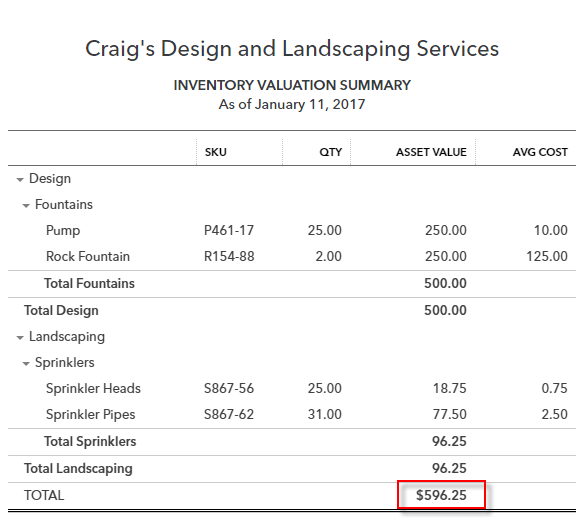 Craig's Design and Landscaping Services
INVENTORY VALUATION SUMMARY
As of January 11, 2017
SKU QTY ASSET VALUE AVG COST
Design
Fountains
Pump P461-17 25.00 250.00 10.00
Rock Fountain R154-88 2.00 250.00 125.00
Total Fountains 500.00
Total Design 500.00
Landscaping
Sprinklers
Sprinkler Heads S867-56 25.00 18.75 0.75
Sprinkler Pipes S867-62 31.00 77.50 2.50
Total Sprinklers 96.25
Total Landscaping 96.25
TOTAL $596.25